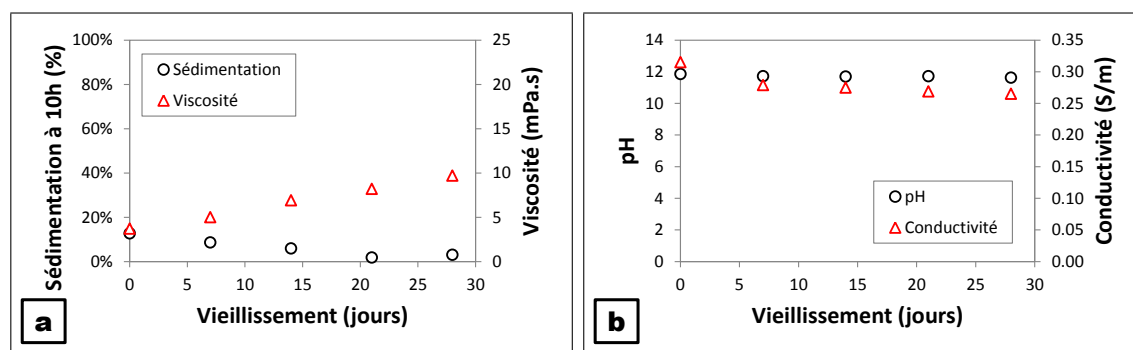 Sédimentation à 10h (%)
100%
80%
60%
40%
20%
0%
Sédimentation
Viscosité
25
20
15
10
5
0
Viscosité (mPa.s)
0 5 10 15 20 25 30
Vieillissement (jours)
a
pH
14
12
10
8
6
4
2
0
pH
Conductivité
0.35
0.30
0.25
0.20
0.15
0.10
0.05
0.00
Conductivité (S/m)
0 5 10 15 20 25 30
Vieillissement (jours)
b